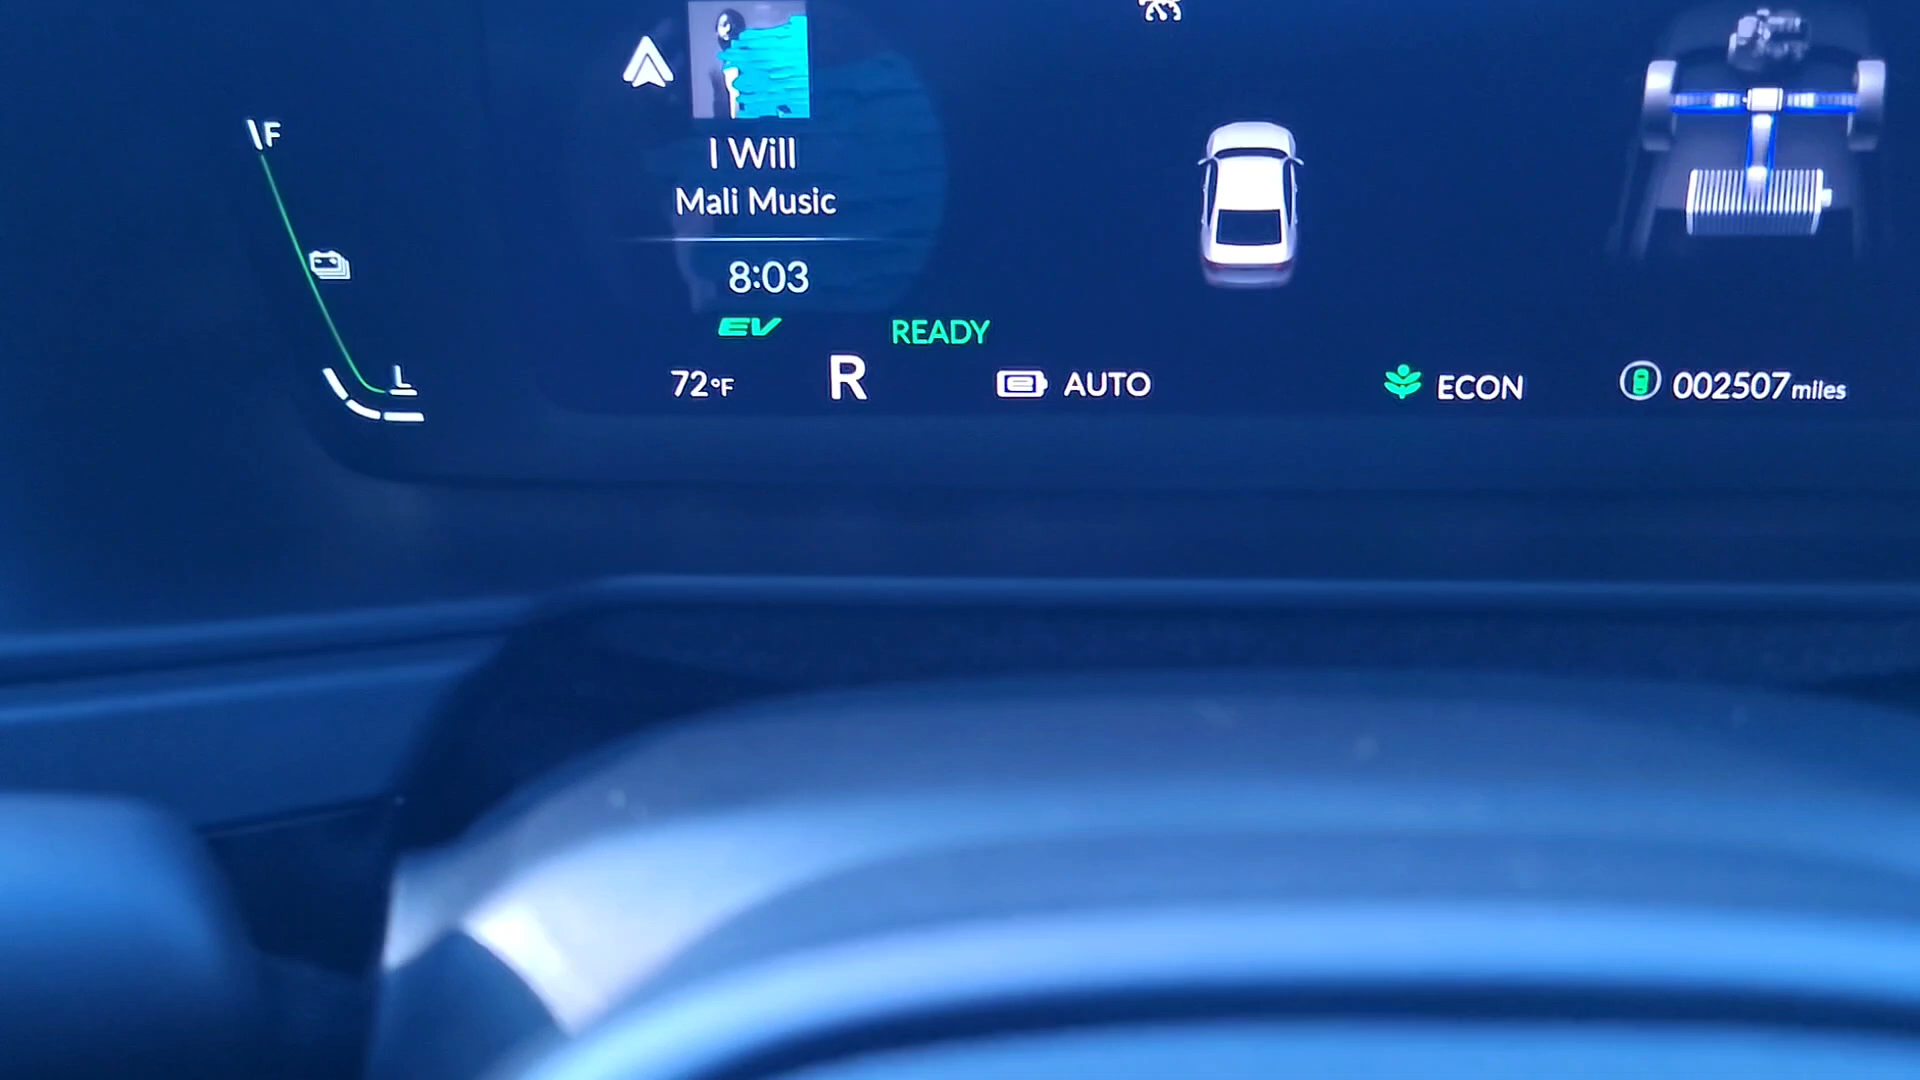 F
I Will
Mali Music
8:03
EV
READY
L
72°F
R
AUTO
ECON
002507 miles